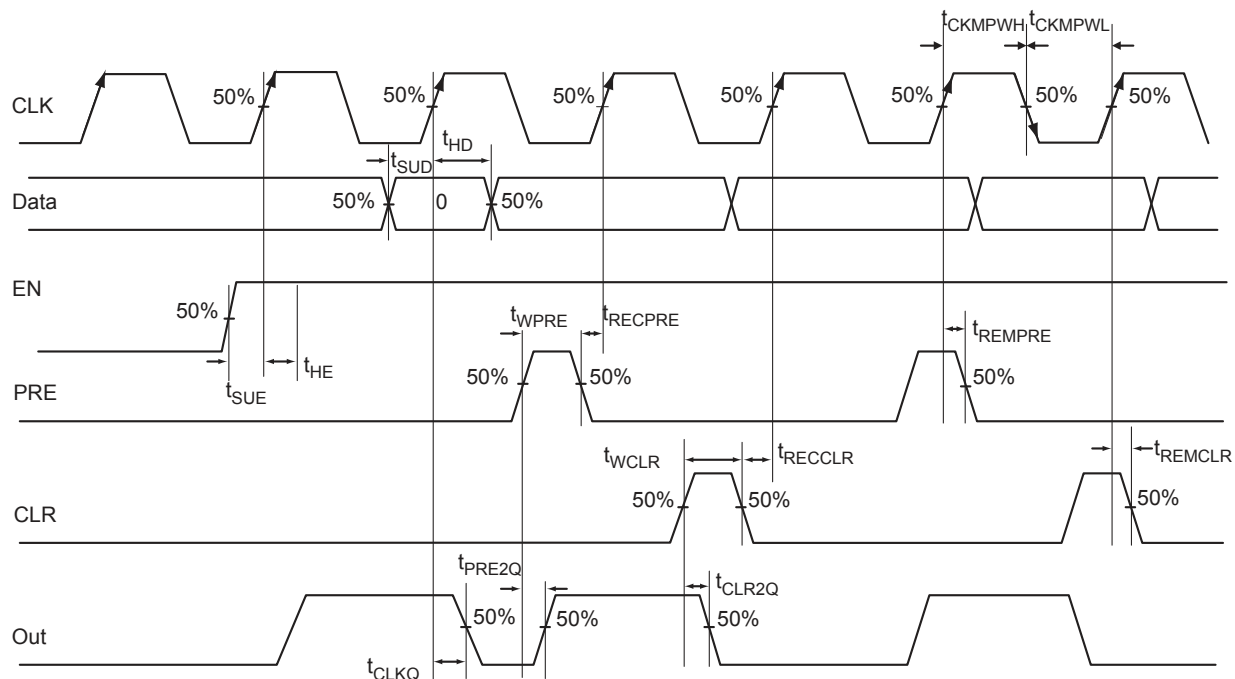 tCKMPWH tCKMPWL
CLK 50% 50% 50% 50% 50% 50% 50%
tHD
tSUD
Data 50% 0 50%
EN
50%
tWPRE tRECPRE tREMPRE
tHE
tSUE
PRE 50% 50% 50%
tWCLR tRECCLR tREMCLR
CLR 50% 50% 50%
tPRE2Q tCLR2Q
Out 50% 50% 50%
tCLKQ